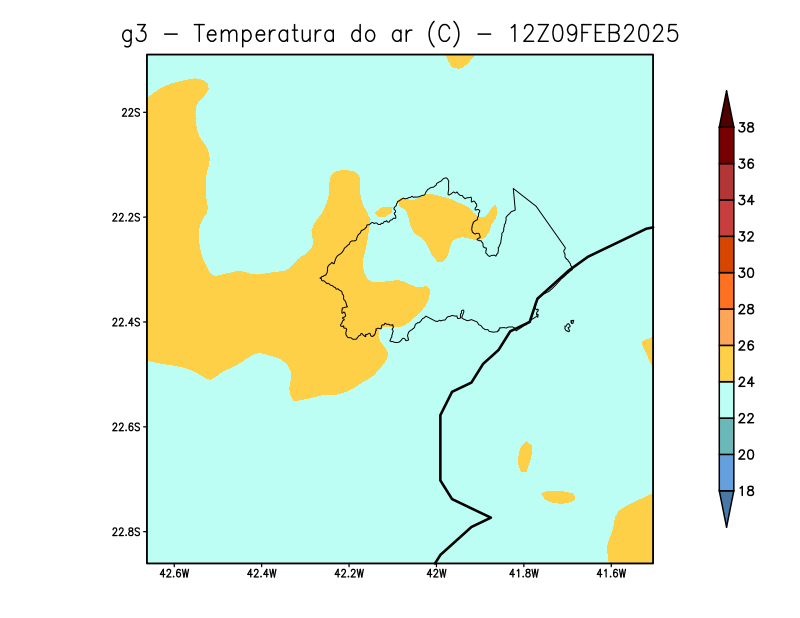 g3 – Temperatura do ar (C) – 12Z09FEB2025
22S
22.2S
22.4S
22.6S
22.8S
42.6W
42.4W
42.2W
42W
41.8W
41.6W
38
36
34
32
30
28
26
24
22
20
18